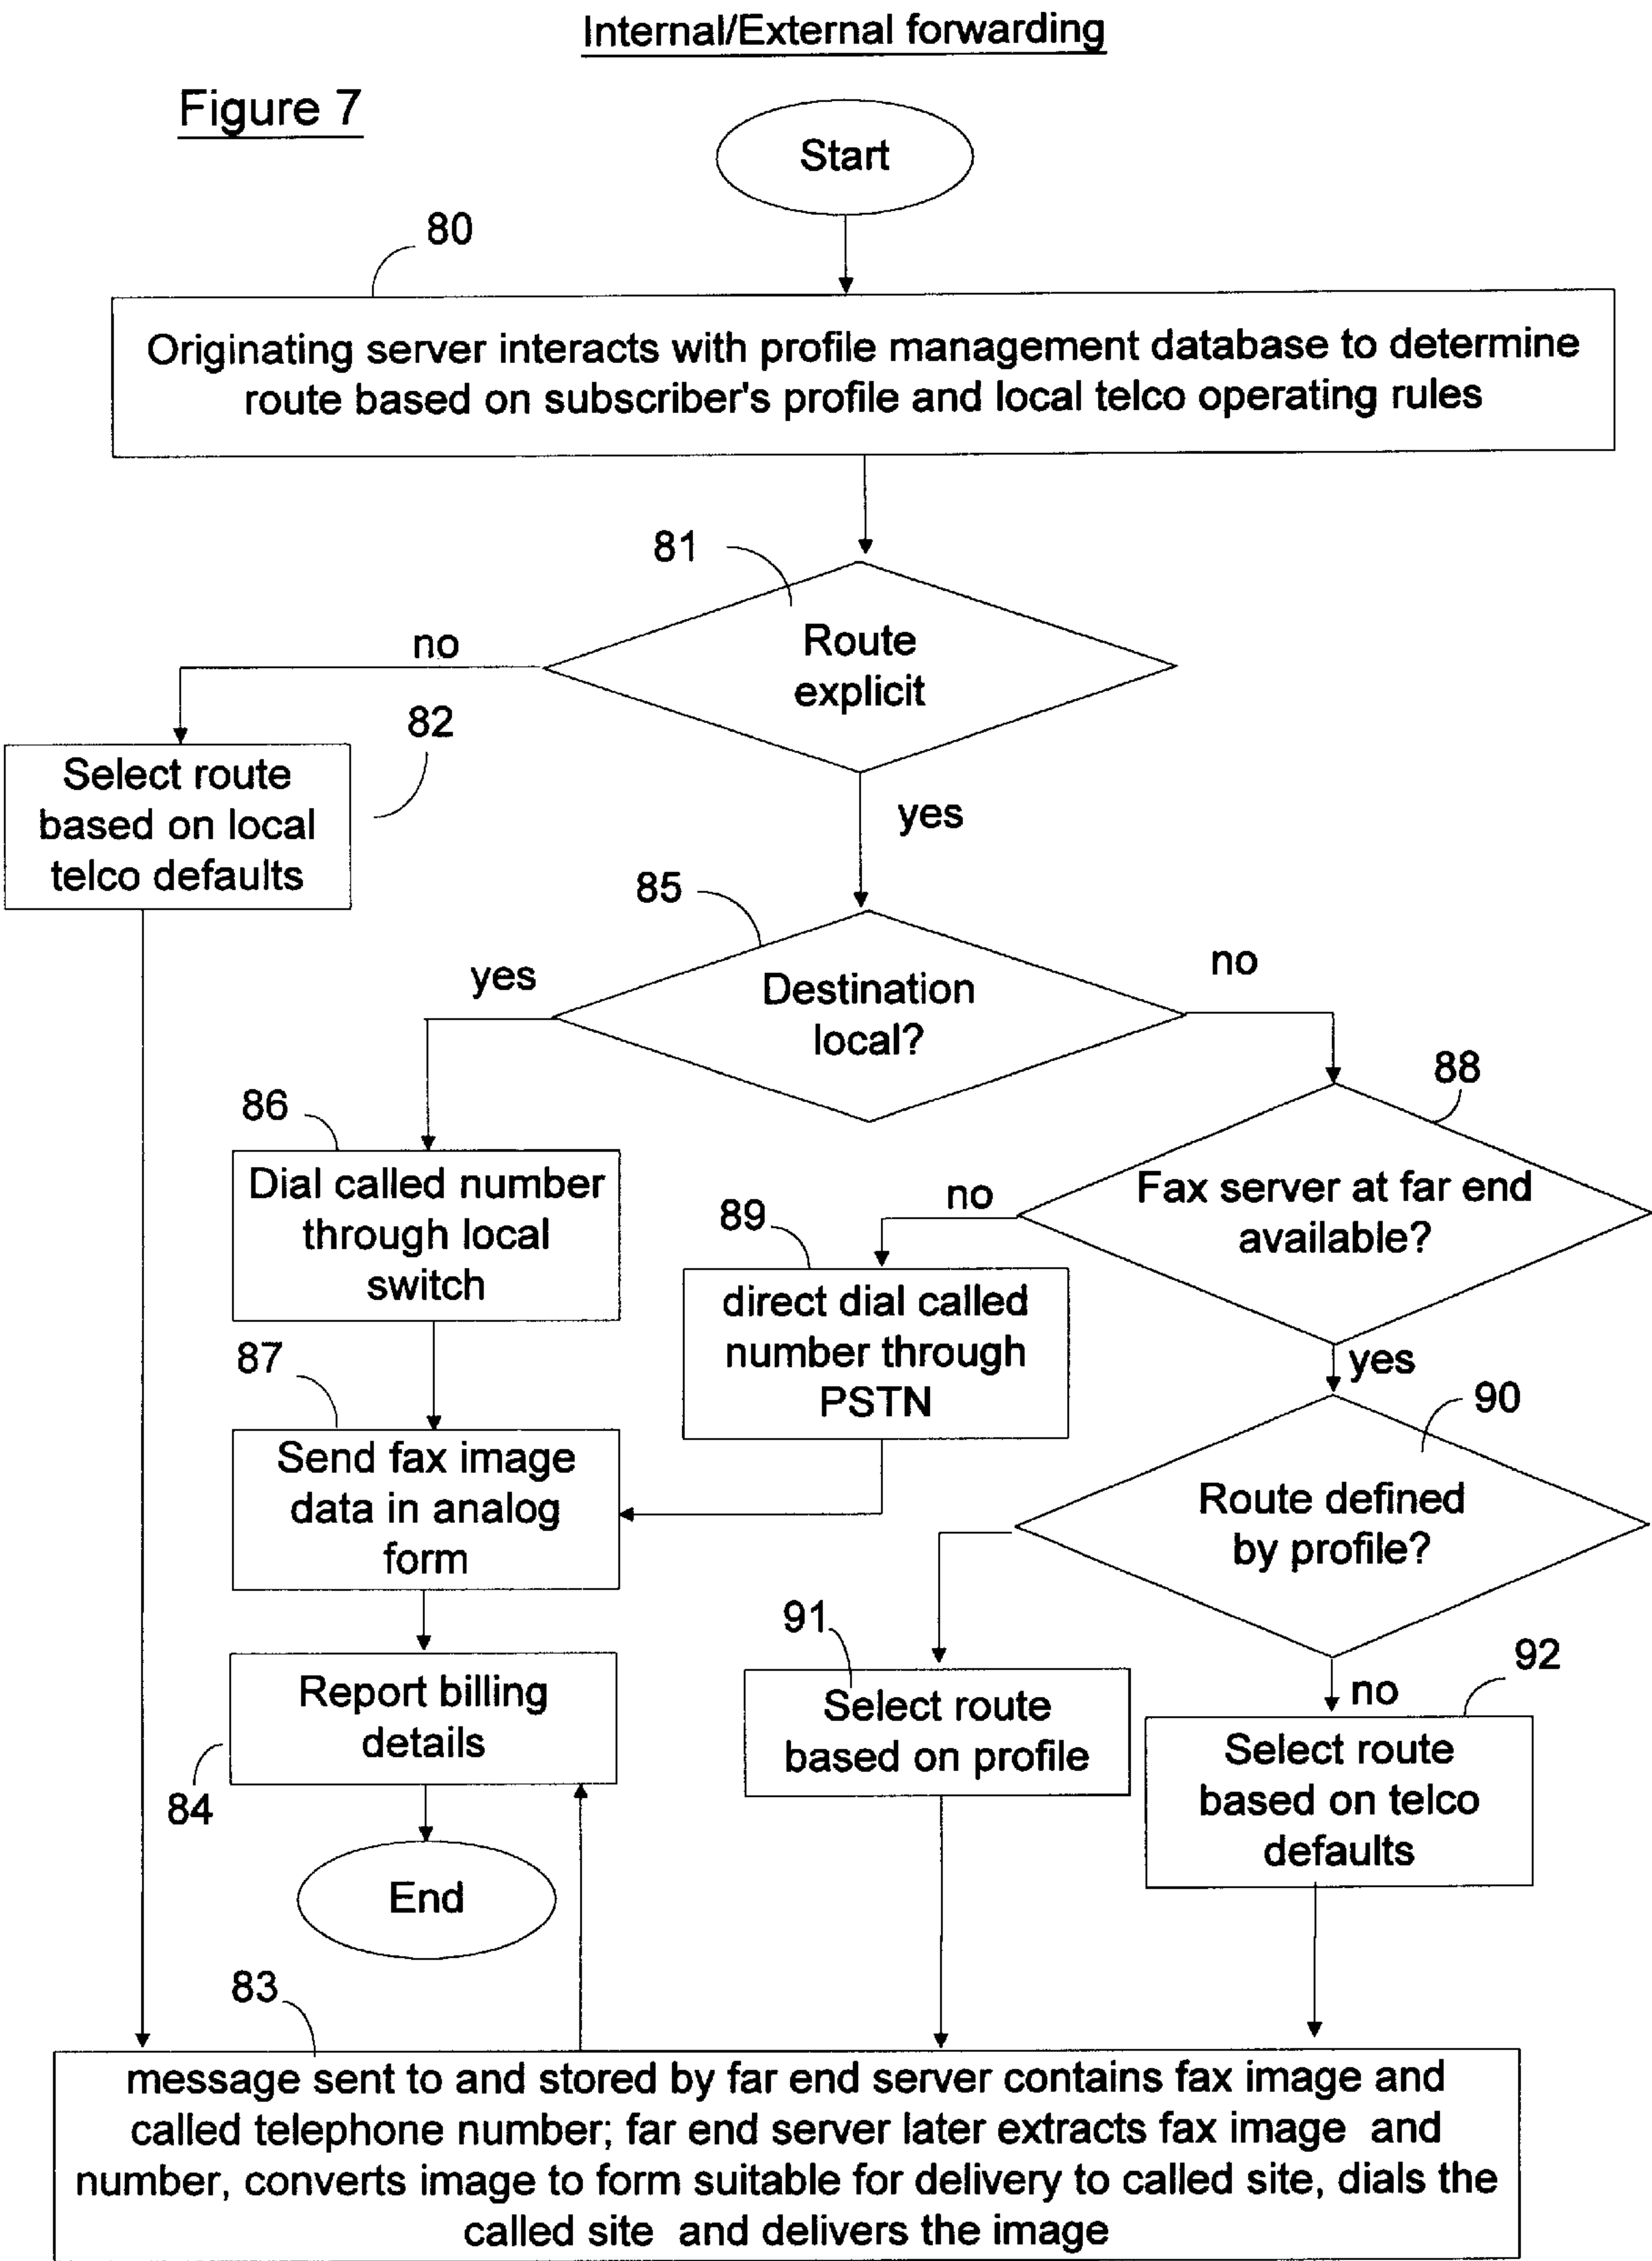 Internal/External forwarding
Figure 7
Start
80
Originating server interacts with profile management database to determine
route based on subscriber's profile and local telco operating rules
81
Route
explicit
no
82
Select route
based on local
telco defaults
yes
85
Destination
local?
yes
no
86
Dial called number
through local
switch
88
Fax server at far end
available?
no
89
direct dial called
number through
PSTN
yes
87
Send fax image
data in analog
form
90
Route defined
by profile?
91
Select route
based on profile
no
92
Select route
based on telco
defaults
Report billing
details
84
End
83
message sent to and stored by far end server contains fax image and
called telephone number; far end server later extracts fax image and
number, converts image to form suitable for delivery to called site, dials the
called site and delivers the image